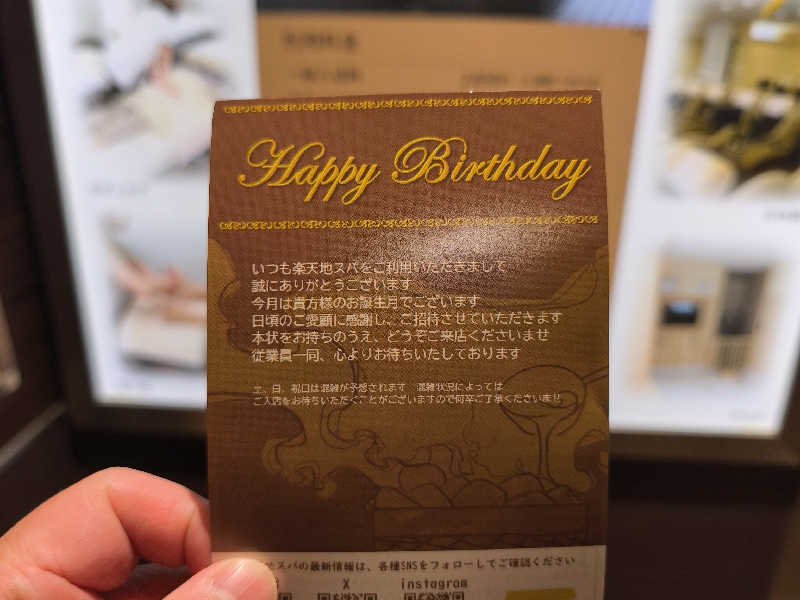 Happy Birthday
いつも楽天地スパをご利用いただきまして
誠にありがとうございます
今月は貴方様のお誕生月でございます
日頃のご愛顧に感謝し、ご招待させていただきます
本状をお持ちのうえ、どうぞご来店くださいませ
従業員一同、心よりお待ちいたしております
土、日、祝日は混雑が予想されます 混雑状況によっては
ご入店をお待ちいただくことがございますので何卒ご了承くださいませ
スパの最新情報は、各種SNSをフォローしてご確認ください
X instagram